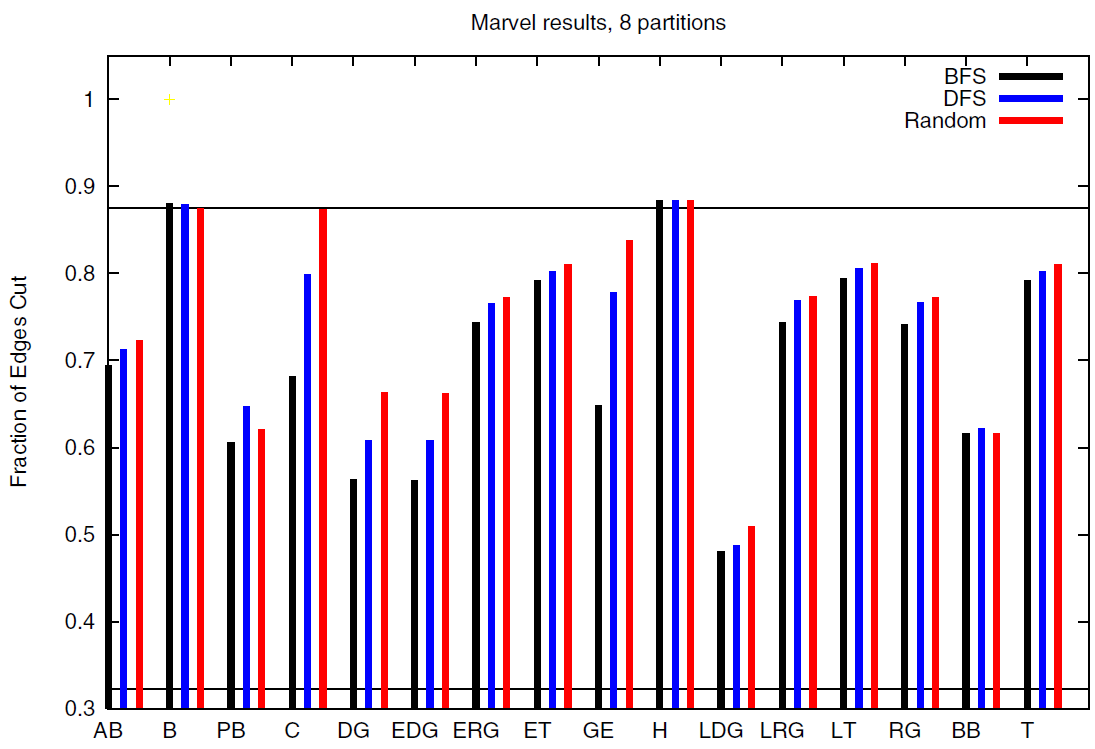 Marvel results, 8 partitions
BFS
DFS
Random
1
0.9
0.8
0.7
0.6
0.5
0.4
0.3
Fraction of Edges Cut
AB B PB C DG EDG ERG ET GE H LDG LRG LT RG BB T